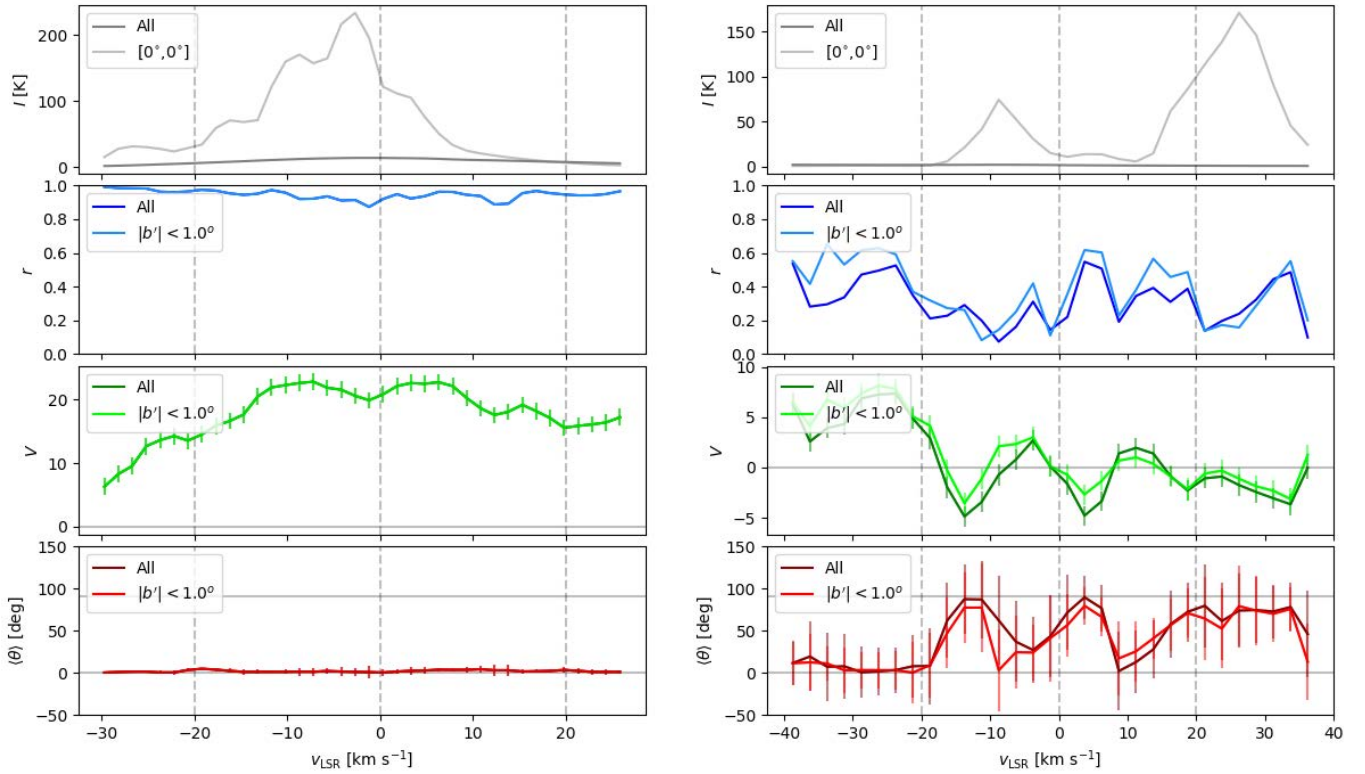 All
[0°,0°]
I [K]
200
100
0
All
|b'| < 1.0°
r
1.0
0.8
0.6
0.4
0.2
0.0
All
|b'| < 1.0°
V
20
10
0
All
|b'| < 1.0°
⟨θ⟩ [deg]
150
100
50
0
−50
−30 −20 −10 0 10 20
vLSR [km s−1]
All
[0°,0°]
I [K]
150
100
50
0
All
|b'| < 1.0°
r
1.0
0.8
0.6
0.4
0.2
0.0
All
|b'| < 1.0°
V
10
5
0
−5
All
|b'| < 1.0°
⟨θ⟩ [deg]
150
100
50
0
−50
−40 −30 −20 −10 0 10 20 30 40
vLSR [km s−1]